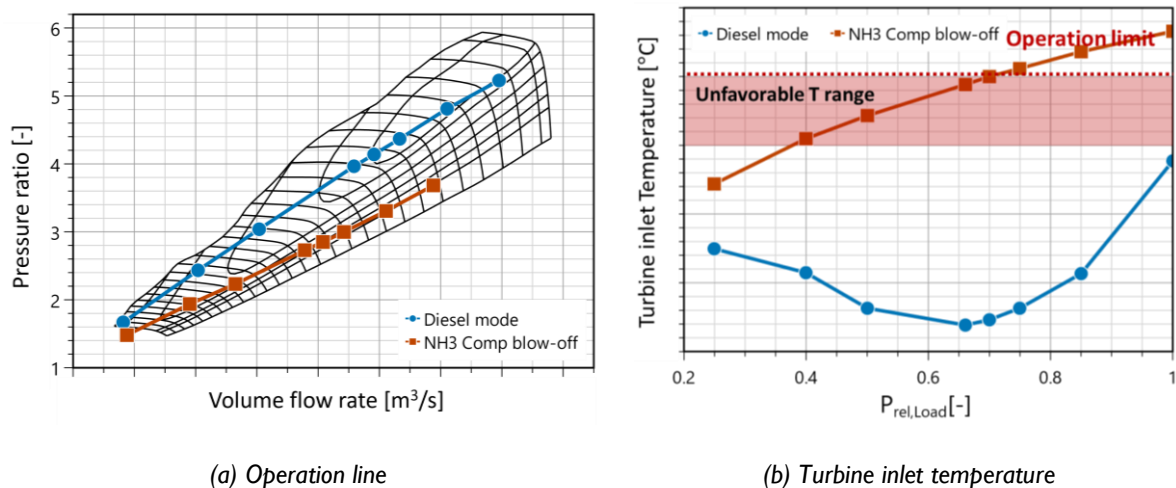 6
5
4
3
2
1
Pressure ratio [-]
Diesel mode
NH3 Comp blow-off
Volume flow rate [m³/s]
(a) Operation line
Diesel mode
NH3 Comp blow-off
Operation limit
Unfavorable T range
Turbine inlet Temperature [°C]
0.2
0.4
0.6
0.8
1
P_rel,Load[-]
(b) Turbine inlet temperature